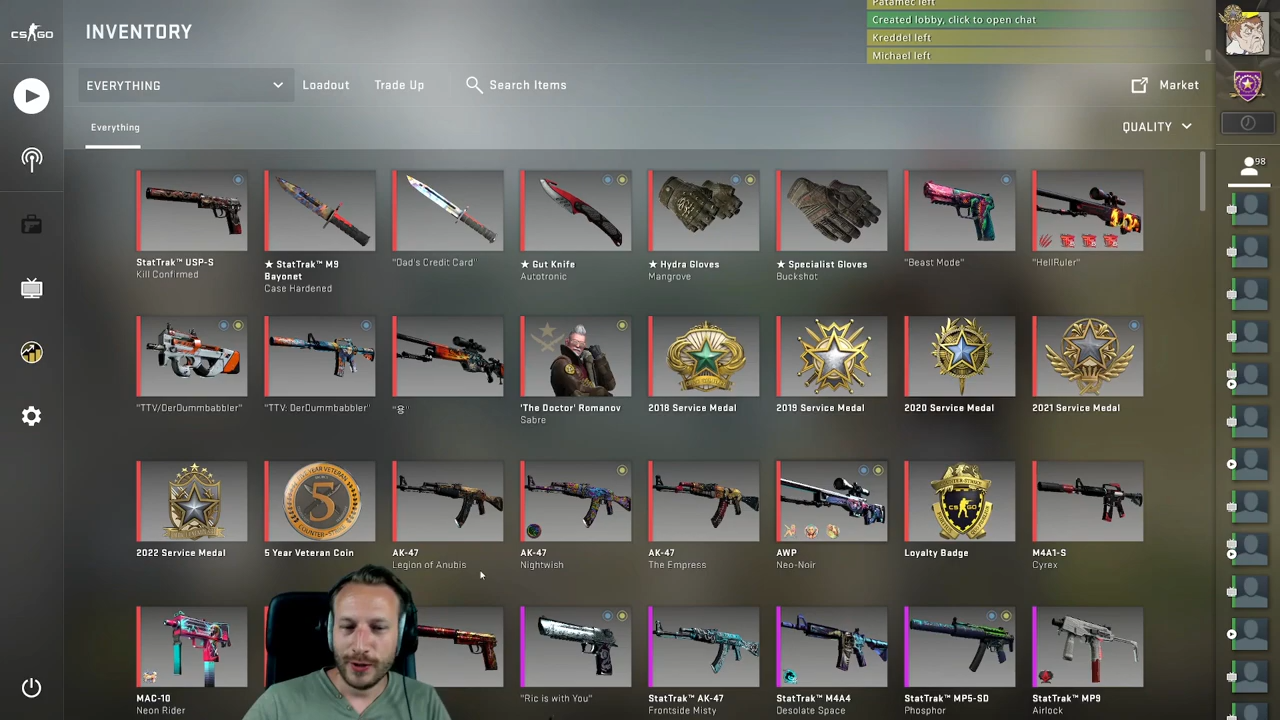 Patamec left
Created lobby, click to open chat
Kreddel left
Michael left
CS:GO
INVENTORY
EVERYTHING
Loadout
Trade Up
Search Items
Market
Everything
QUALITY
98
StatTrak™ USP-S
Kill Confirmed
★ StatTrak™ M9
Bayonet
Case Hardened
"Dad's Credit Card"
★ Gut Knife
Autotronic
★ Hydra Gloves
Mangrove
★ Specialist Gloves
Buckshot
"Beast Mode"
"HellRuler"
"TTV/DerDummbabbler"
"TTV: DerDummbabbler"
'The Doctor' Romanov
Sabre
2018 Service Medal
2019 Service Medal
2020 Service Medal
2021 Service Medal
2022 Service Medal
5 Year Veteran Coin
AK-47
Legion of Anubis
AK-47
Nightwish
AK-47
The Empress
AWP
Neo-Noir
Loyalty Badge
M4A1-S
Cyrex
MAC-10
Neon Rider
"Ric is with You"
StatTrak™ AK-47
Frontside Misty
StatTrak™ M4A4
Desolate Space
StatTrak™ MP5-SD
Phosphor
StatTrak™ MP9
Airlock